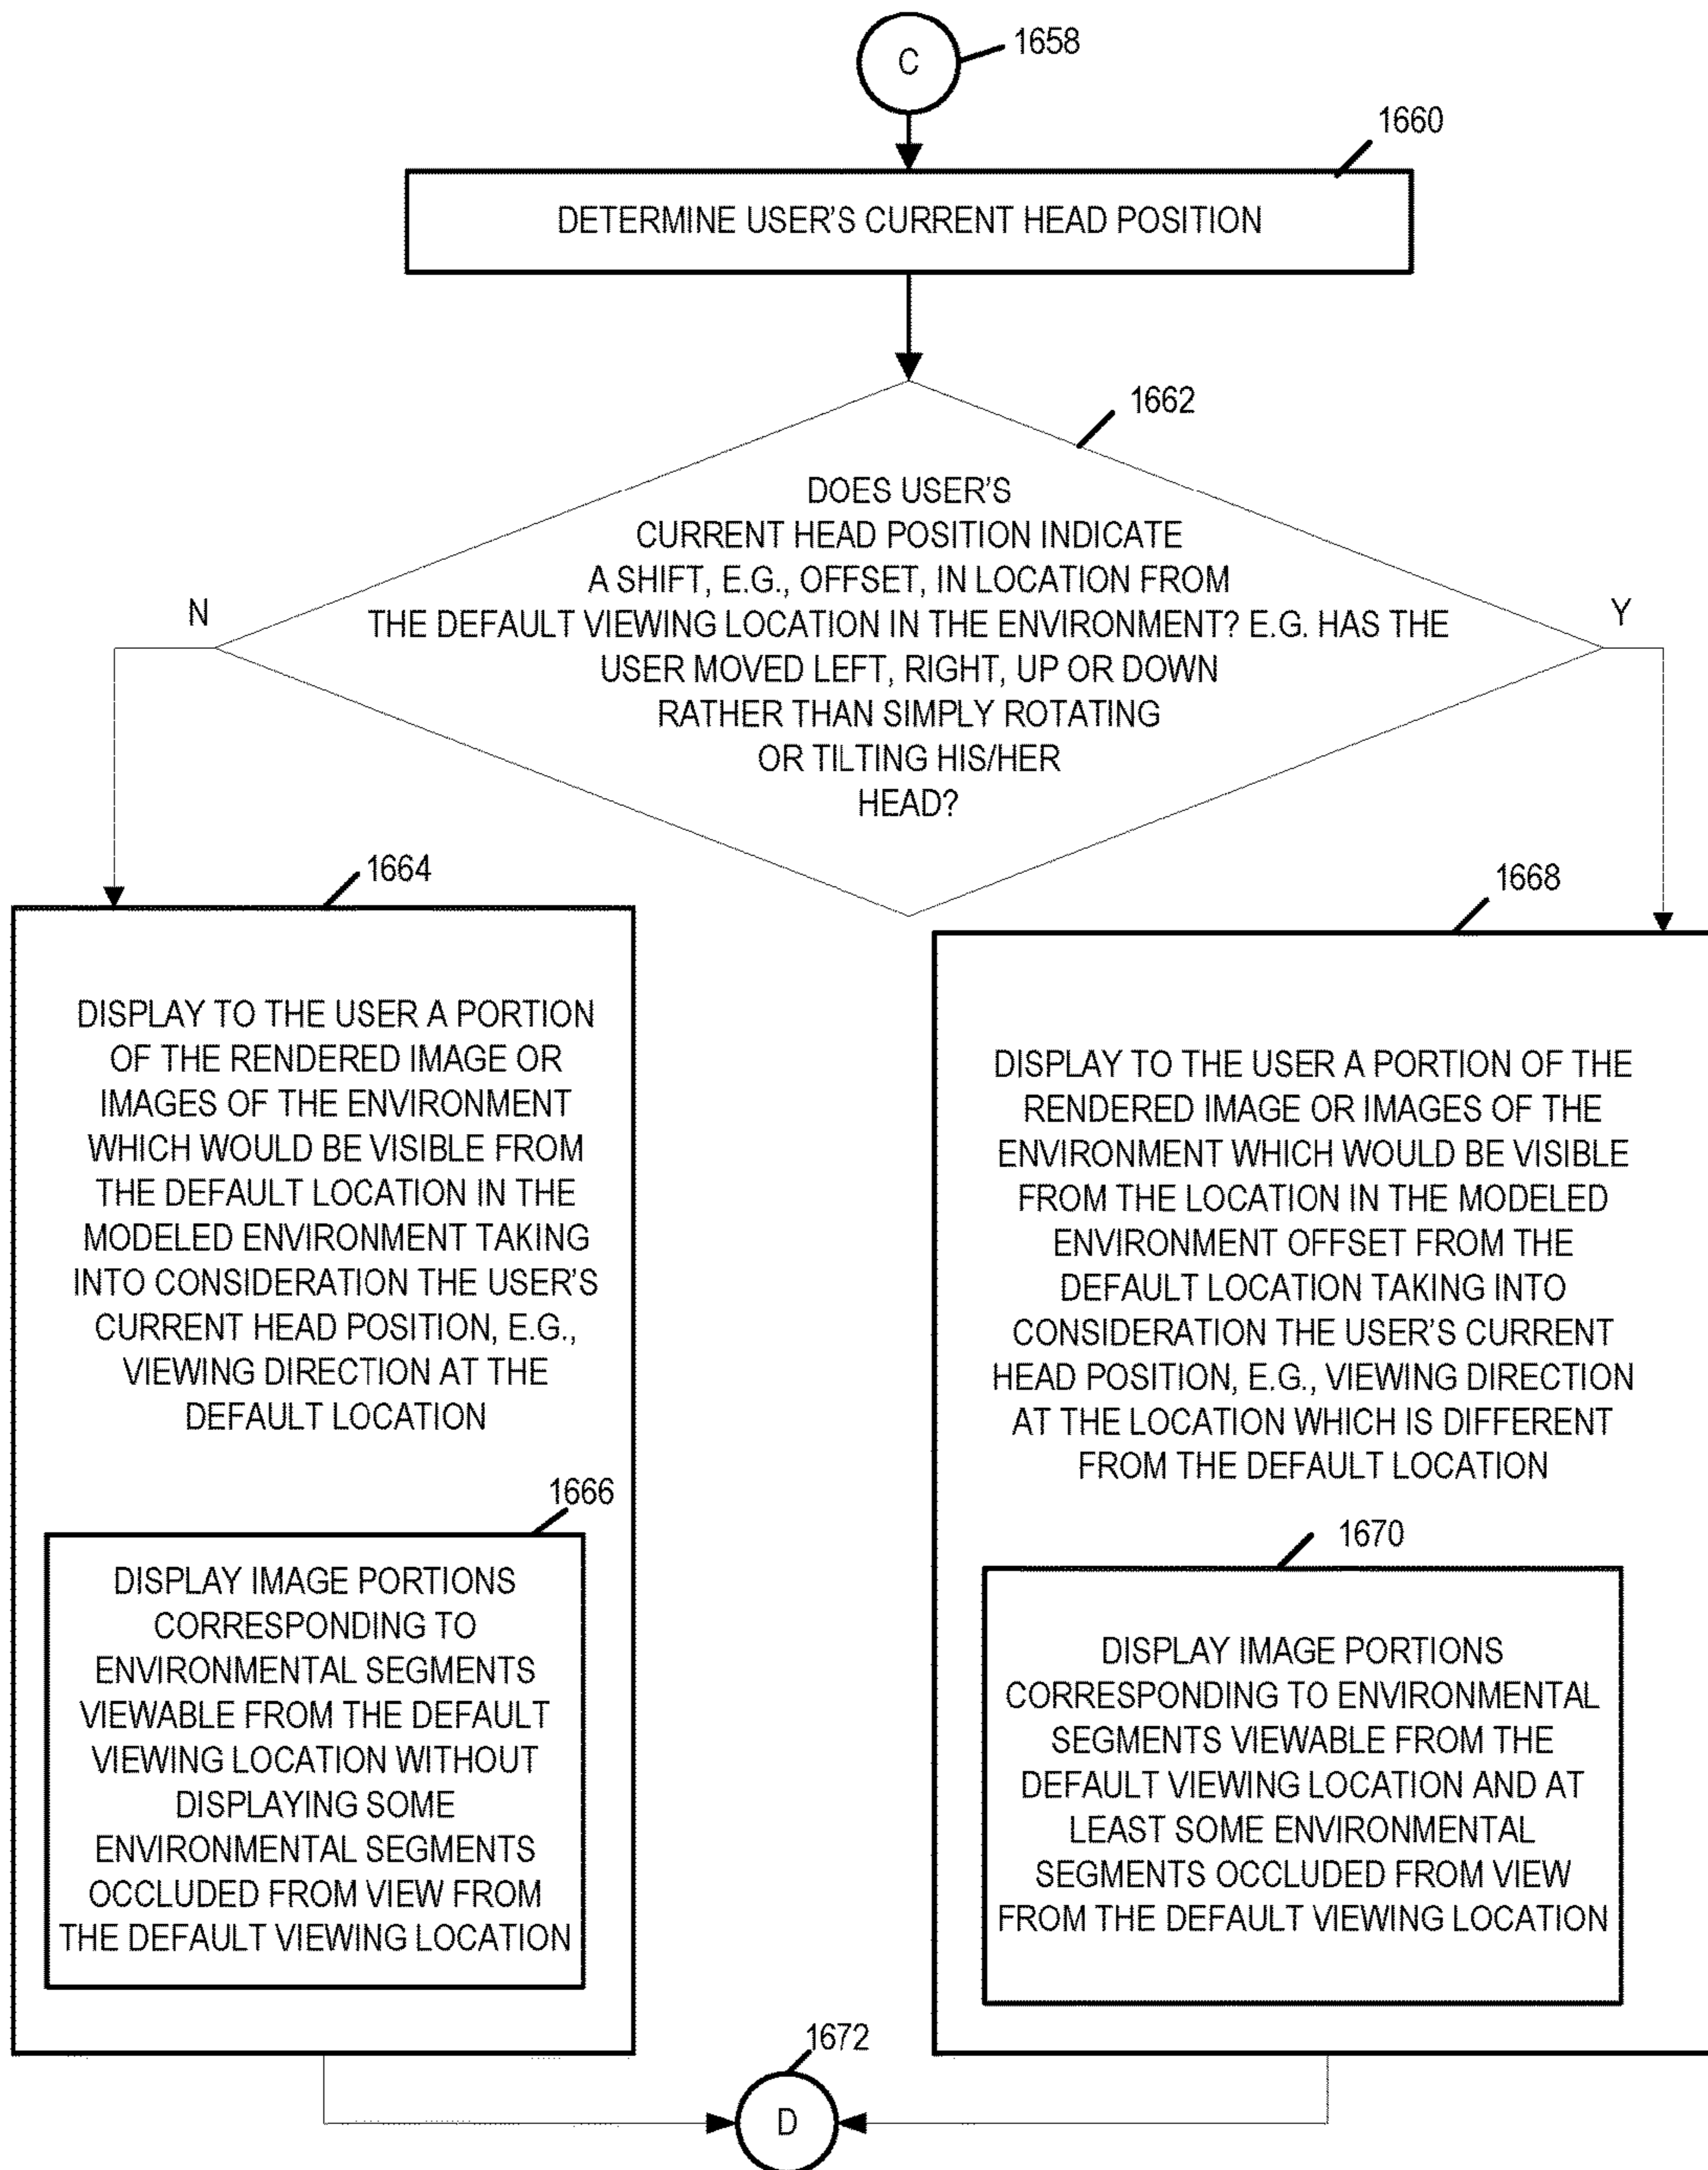 C
1658
1660
DETERMINE USER'S CURRENT HEAD POSITION
1662
DOES USER'S
CURRENT HEAD POSITION INDICATE
A SHIFT, E.G., OFFSET, IN LOCATION FROM
THE DEFAULT VIEWING LOCATION IN THE ENVIRONMENT? E.G. HAS THE
USER MOVED LEFT, RIGHT, UP OR DOWN
RATHER THAN SIMPLY ROTATING
OR TILTING HIS/HER
HEAD?
N
Y
1664
DISPLAY TO THE USER A PORTION
OF THE RENDERED IMAGE OR
IMAGES OF THE ENVIRONMENT
WHICH WOULD BE VISIBLE FROM
THE DEFAULT LOCATION IN THE
MODELED ENVIRONMENT TAKING
INTO CONSIDERATION THE USER'S
CURRENT HEAD POSITION, E.G.,
VIEWING DIRECTION AT THE
DEFAULT LOCATION
1666
DISPLAY IMAGE PORTIONS
CORRESPONDING TO
ENVIRONMENTAL SEGMENTS
VIEWABLE FROM THE DEFAULT
VIEWING LOCATION WITHOUT
DISPLAYING SOME
ENVIRONMENTAL SEGMENTS
OCCLUDED FROM VIEW FROM
THE DEFAULT VIEWING LOCATION
1668
DISPLAY TO THE USER A PORTION OF THE
RENDERED IMAGE OR IMAGES OF THE
ENVIRONMENT WHICH WOULD BE VISIBLE
FROM THE LOCATION IN THE MODELED
ENVIRONMENT OFFSET FROM THE
DEFAULT LOCATION TAKING INTO
CONSIDERATION THE USER'S CURRENT
HEAD POSITION, E.G., VIEWING DIRECTION
AT THE LOCATION WHICH IS DIFFERENT
FROM THE DEFAULT LOCATION
1670
DISPLAY IMAGE PORTIONS
CORRESPONDING TO ENVIRONMENTAL
SEGMENTS VIEWABLE FROM THE
DEFAULT VIEWING LOCATION AND AT
LEAST SOME ENVIRONMENTAL
SEGMENTS OCCLUDED FROM VIEW
FROM THE DEFAULT VIEWING LOCATION
1672
D